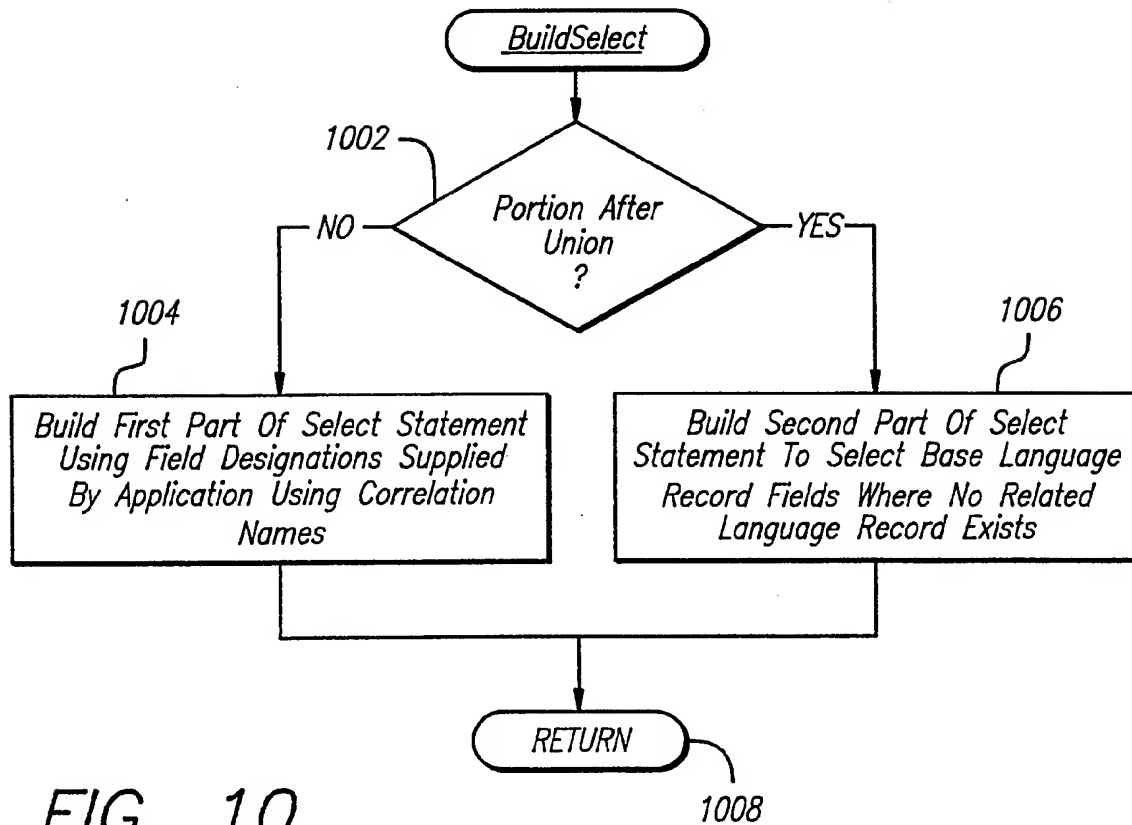 BuildSelect
1002
Portion After
Union
?
NO
YES
1004
1006
Build First Part Of Select Statement
Using Field Designations Supplied
By Application Using Correlation
Names
Build Second Part Of Select
Statement To Select Base Language
Record Fields Where No Related
Language Record Exists
RETURN
1008
FIG. 10